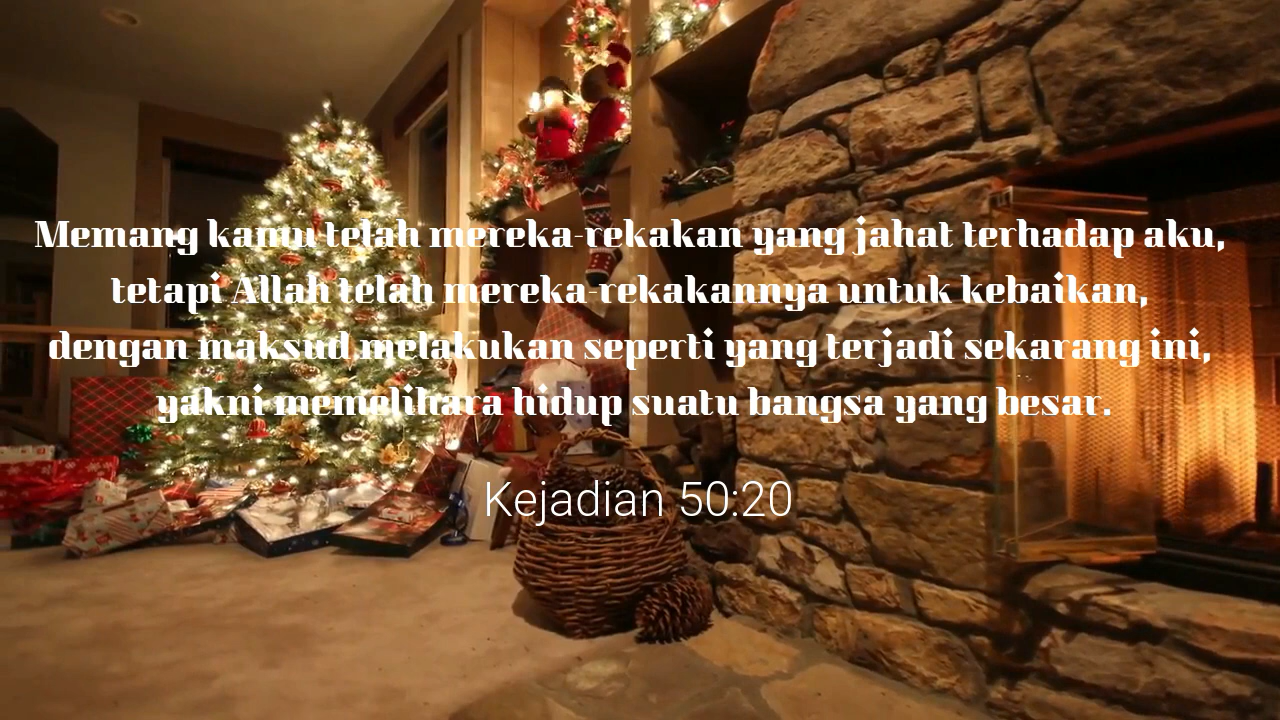 Memang kamu telah mereka-rekakan yang jahat terhadap aku,
tetapi Allah telah mereka-rekakannya untuk kebaikan,
dengan maksud melakukan seperti yang terjadi sekarang ini,
yakni memelihara hidup suatu bangsa yang besar.
Kejadian 50:20